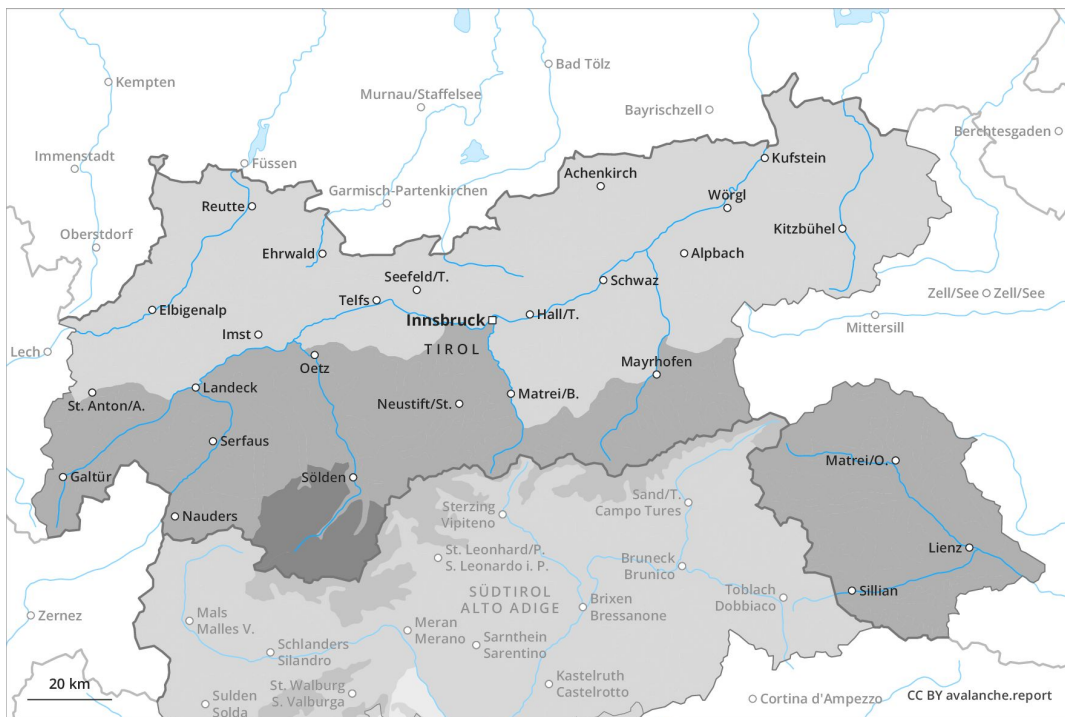 Bad Tölz
Kempten
Murnau/Staffelsee
Bayrischzell
Berchtesgaden
Immenstadt
Füssen
Kufstein
Achenkirch
Garmisch-Partenkirchen
Wörgl
Reutte
Kitzbühel
Oberstdorf
Ehrwald
Alpbach
Seefeld/T.
Schwaz
Telfs
Zell/See
Zell/See
Elbigenalp
Innsbruck
Hall/T.
Mittersill
Imst
Lech
TIROL
Oetz
Mayrhofen
Landeck
St. Anton/A.
Neustift/St.
Matrei/B.
Serfaus
Matrei/O.
Galtür
Sölden
Sand/T.
Campo Tures
Sterzing
Vipiteno
Nauders
Lienz
St. Leonhard/P.
S. Leonardo i. P.
Bruneck
Brunico
SÜDTIROL
ALTO ADIGE
Sillian
Toblach
Dobbiaco
Brixen
Bressanone
Zernez
Mals
Malles V.
Meran
Merano
Sarnthein
Sarentino
Schlanders
Silandro
20 km
St. Walburg
S. Valburga
Kastelruth
Castelrotto
Sulden
Solda
Cortina d'Ampezzo
CC BY avalanche.report